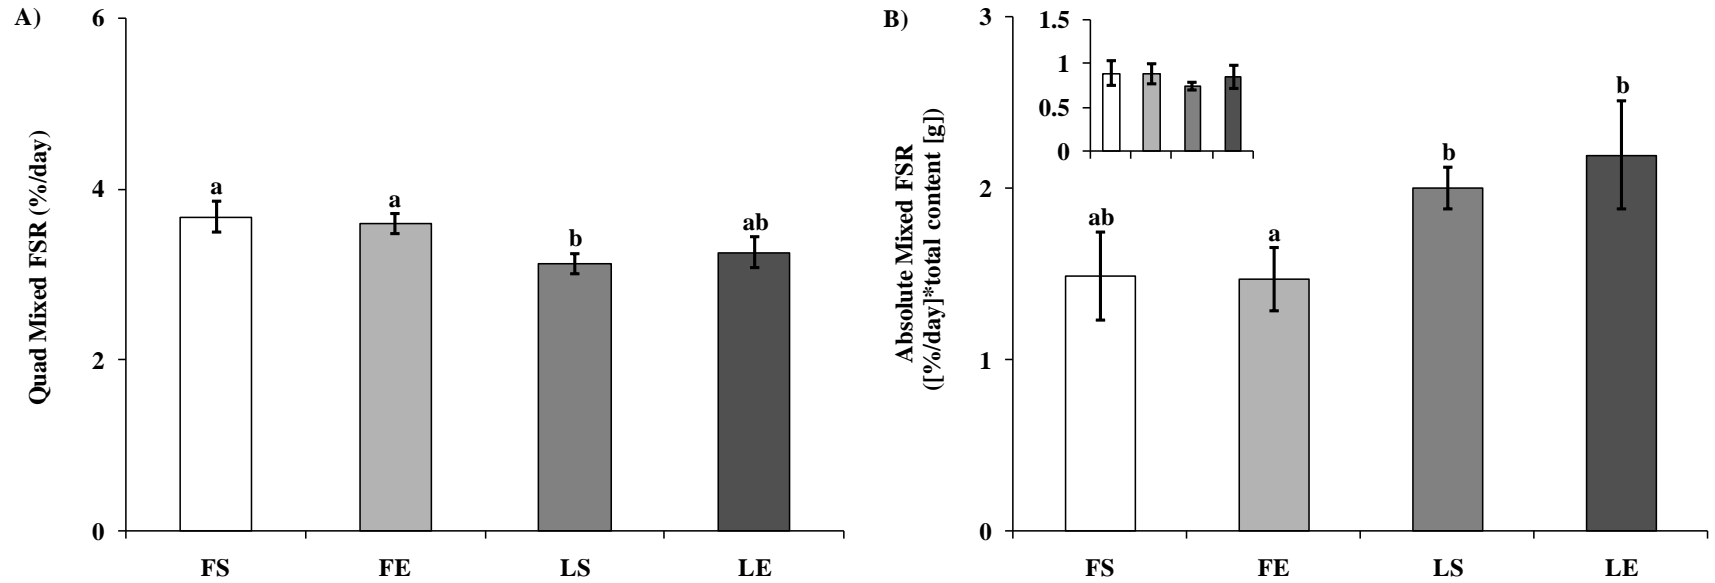 A)
Quad Mixed FSR (%/day)
6
4
2
0
a
a
b
ab
FS
FE
LS
LE
B)
Absolute Mixed FSR
([%/day]*total content [g])
3
2
1
0
1.5
1
0.5
0
ab
a
b
b
FS
FE
LS
LE